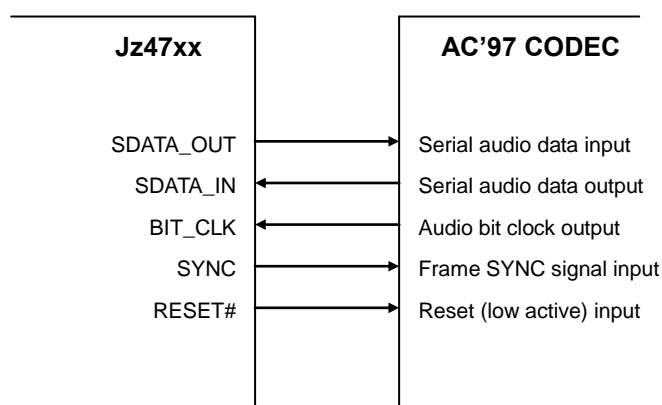 Jz47xx AC’97 CODEC
SDATA_OUT Serial audio data input
SDATA_IN Serial audio data output
BIT_CLK Audio bit clock output
SYNC Frame SYNC signal input
RESET# Reset (low active) input